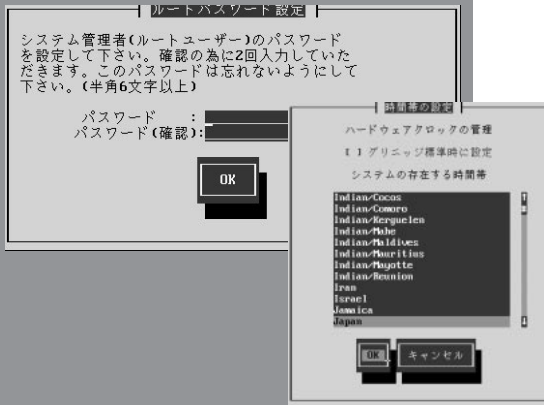 ルートパスワード設定
システム管理者(ルートユーザー)のパスワード
を設定して下さい。確認の為に2回入力していた
だきます。このパスワードは忘れないようにして
下さい。(半角6文字以上)
パスワード　　:
パスワード(確認):
OK
時間帯の設定
ハードウェアクロックの管理
[ ] グリニッジ標準時に設定
システムの存在する時間帯
Indian/Cocos
Indian/Comoro
Indian/Kerguelen
Indian/Mahe
Indian/Maldives
Indian/Mauritius
Indian/Mayotte
Indian/Reunion
Iran
Israel
Jamaica
Japan
OK
キャンセル